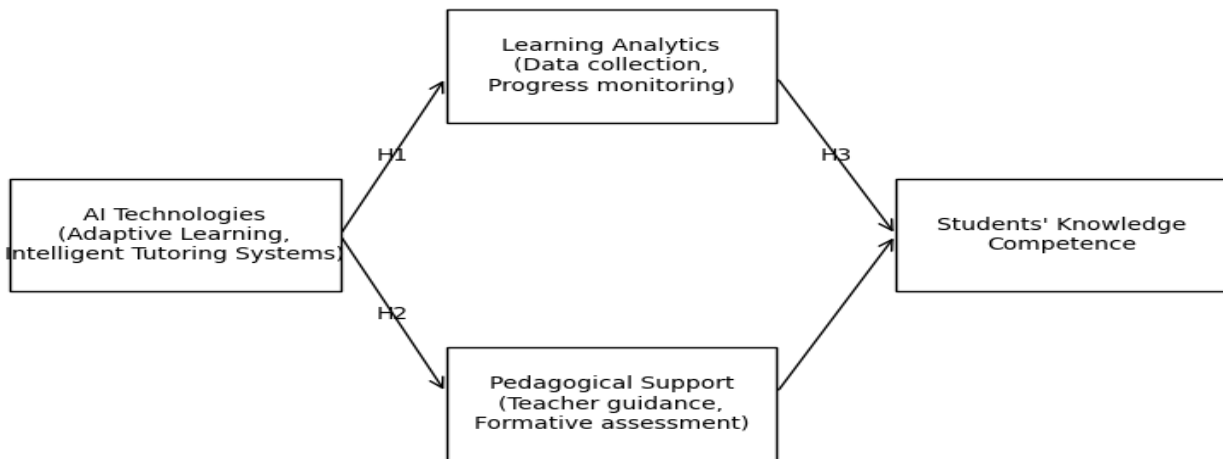 Learning Analytics
(Data collection,
Progress monitoring)
H1
H3
AI Technologies
(Adaptive Learning,
Intelligent Tutoring Systems)
Students' Knowledge
Competence
H2
Pedagogical Support
(Teacher guidance,
Formative assessment)